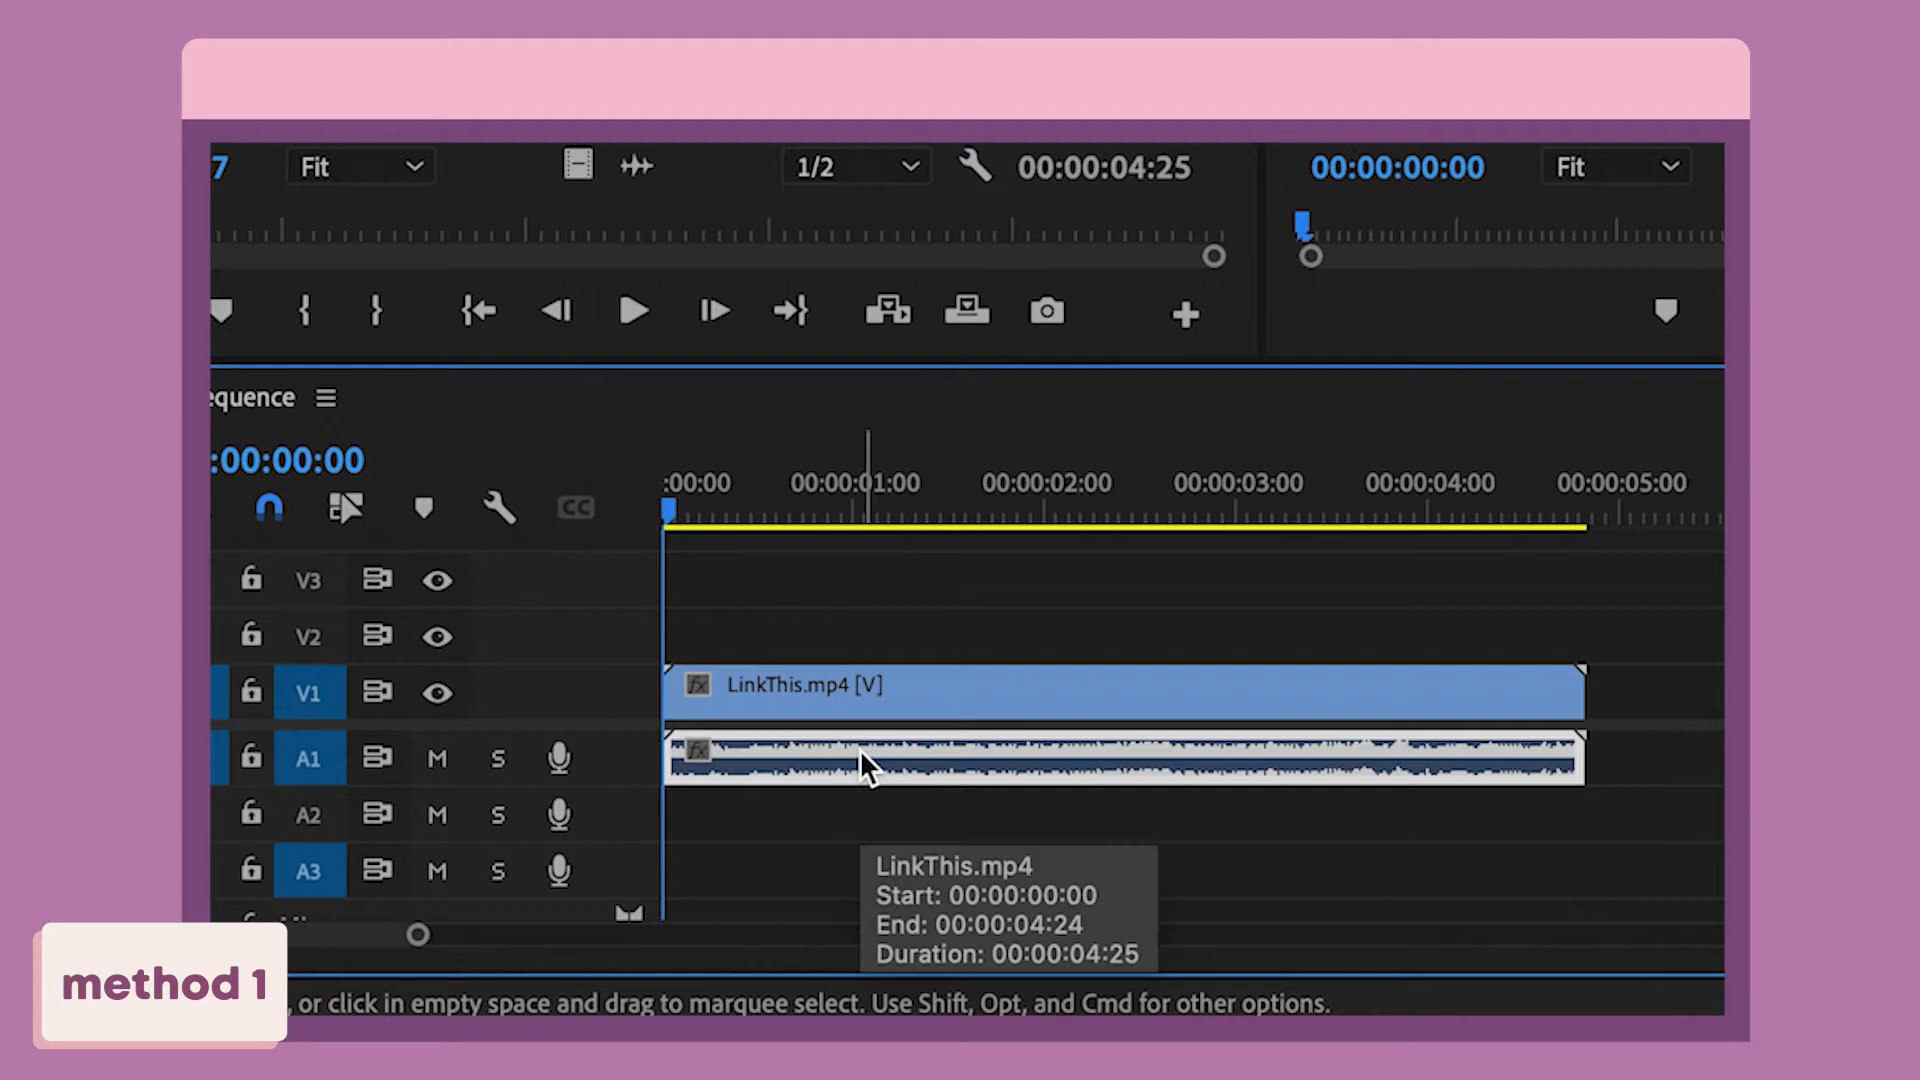 7 Fit 1/2 00:00:04:25 00:00:00:00 Fit
equence
:00:00:00
:00:00 00:00:01:00 00:00:02:00 00:00:03:00 00:00:04:00 00:00:05:00
CC
V3
V2
V1
fx LinkThis.mp4 [V]
A1 M S
fx
A2 M S
A3 M S
LinkThis.mp4
Start: 00:00:00:00
End: 00:00:04:24
Duration: 00:00:04:25
method 1
, or click in empty space and drag to marquee select. Use Shift, Opt, and Cmd for other options.